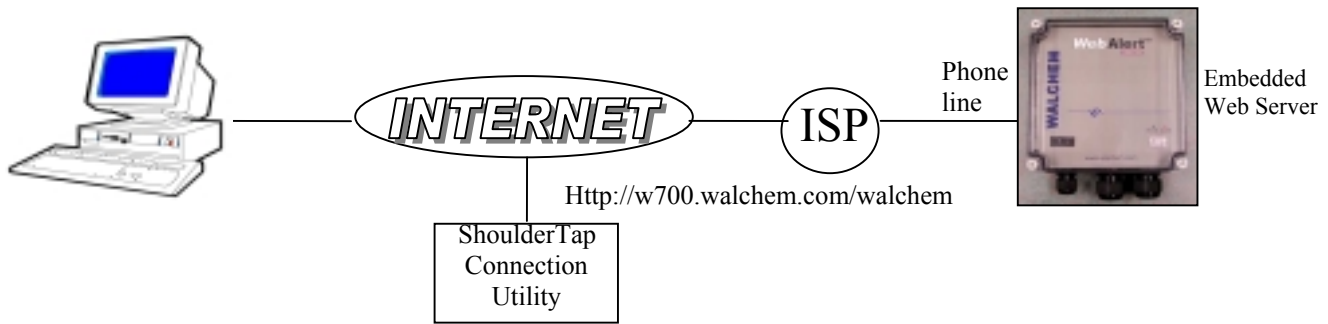 INTERNET
ISP
Phone
line
WebAlert
WALCHEM
Embedded
Web Server
Http://w700.walchem.com/walchem
ShoulderTap
Connection
Utility